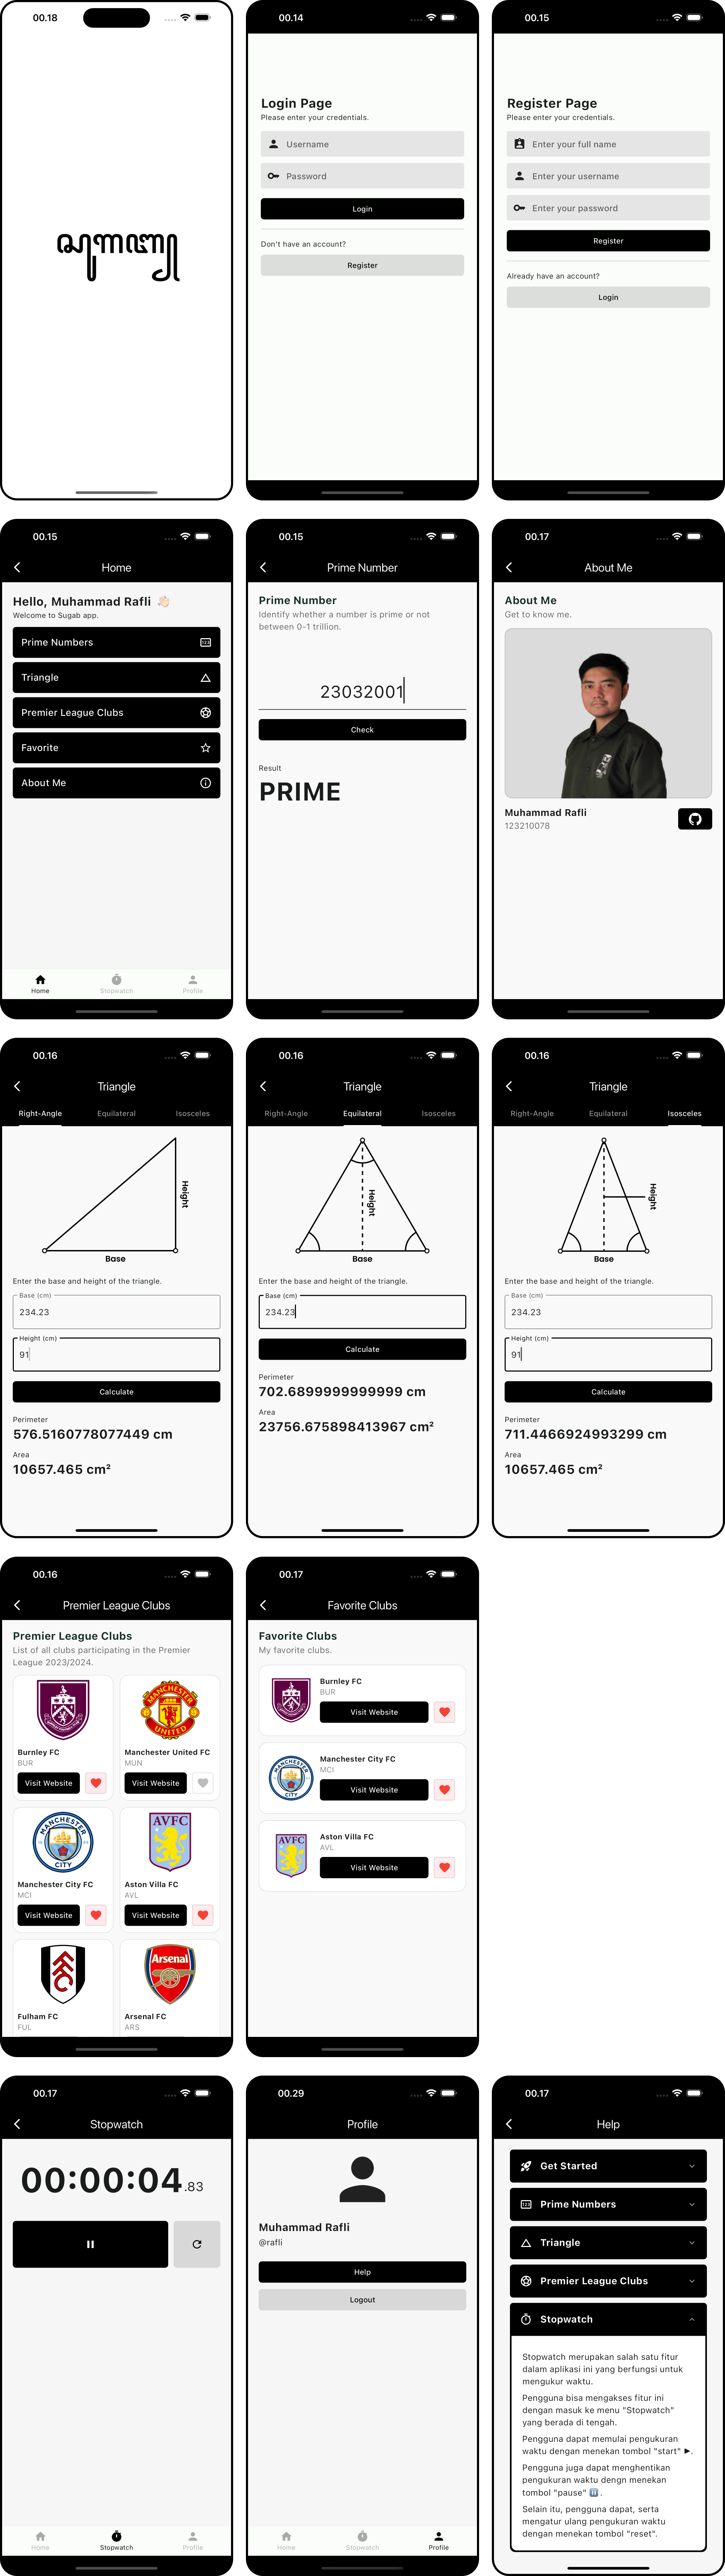 00.18
00.14
Login Page
Please enter your credentials.
Username
Password
Login
Don't have an account?
Register
00.15
Register Page
Please enter your credentials.
Enter your full name
Enter your username
Enter your password
Register
Already have an account?
Login
00.15
Home
Hello, Muhammad Rafli 👋🏻
Welcome to Sugab app.
Prime Numbers
123
Triangle
Premier League Clubs
Favorite
About Me
Home
Stopwatch
Profile
00.15
Prime Number
Prime Number
Identify whether a number is prime or not
between 0-1 trillion.
23032001
Check
Result
PRIME
00.17
About Me
About Me
Get to know me.
Muhammad Rafli
123210078
00.16
Triangle
Right-Angle
Equilateral
Isosceles
Height
Base
Enter the base and height of the triangle.
Base (cm)
234.23
Height (cm)
91
Calculate
Perimeter
576.5160778077449 cm
Area
10657.465 cm²
00.16
Triangle
Right-Angle
Equilateral
Isosceles
Height
Base
Enter the base and height of the triangle.
Base (cm)
234.23
Calculate
Perimeter
702.6899999999999 cm
Area
23756.675898413967 cm²
00.16
Triangle
Right-Angle
Equilateral
Isosceles
Height
Base
Enter the base and height of the triangle.
Base (cm)
234.23
Height (cm)
91
Calculate
Perimeter
711.4466924993299 cm
Area
10657.465 cm²
00.16
Premier League Clubs
Premier League Clubs
List of all clubs participating in the Premier
League 2023/2024.
Burnley FC
BUR
Visit Website
MANCHESTER
UNITED
Manchester United FC
MUN
Visit Website
MANCHESTER
CITY
Manchester City FC
MCI
Visit Website
AVFC
Aston Villa FC
AVL
Visit Website
FFC
Fulham FC
FUL
Arsenal
Arsenal FC
ARS
00.17
Favorite Clubs
Favorite Clubs
My favorite clubs.
Burnley FC
BUR
Visit Website
MANCHESTER
CITY
Manchester City FC
MCI
Visit Website
AVFC
Aston Villa FC
AVL
Visit Website
00.17
Stopwatch
00:00:04.83
Home
Stopwatch
Profile
00.29
Profile
Muhammad Rafli
@rafli
Help
Logout
Home
Stopwatch
Profile
00.17
Help
Get Started
123
Prime Numbers
Triangle
Premier League Clubs
Stopwatch
Stopwatch merupakan salah satu fitur
dalam aplikasi ini yang berfungsi untuk
mengukur waktu.
Pengguna bisa mengakses fitur ini
dengan masuk ke menu "Stopwatch"
yang berada di tengah.
Pengguna dapat memulai pengukuran
waktu dengan menekan tombol "start" ▶.
Pengguna juga dapat menghentikan
pengukuran waktu dengn menekan
tombol "pause" ⏸️.
Selain itu, pengguna dapat, serta
mengatur ulang pengukuran waktu
dengan menekan tombol "reset".